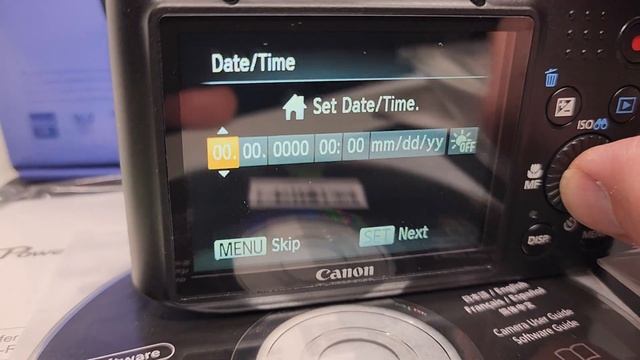 Date/Time
Set Date/Time.
00. 00. 0000 00: 00 mm/dd/yy OFF
MENU Skip SET Next
Canon
ISO
MF
DISP.
English
Français / Español
Camera User Guide
Software Guide